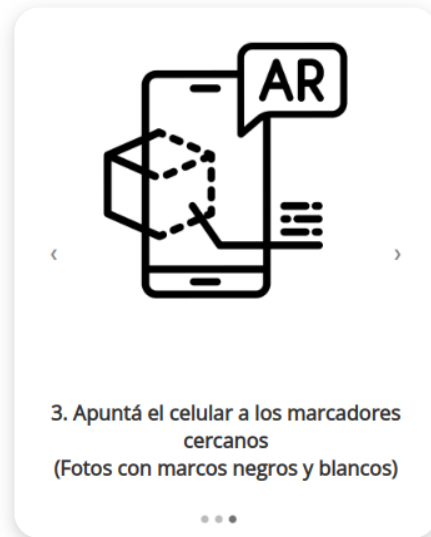 AR
3. Apuntá el celular a los marcadores
cercanos
(Fotos con marcos negros y blancos)